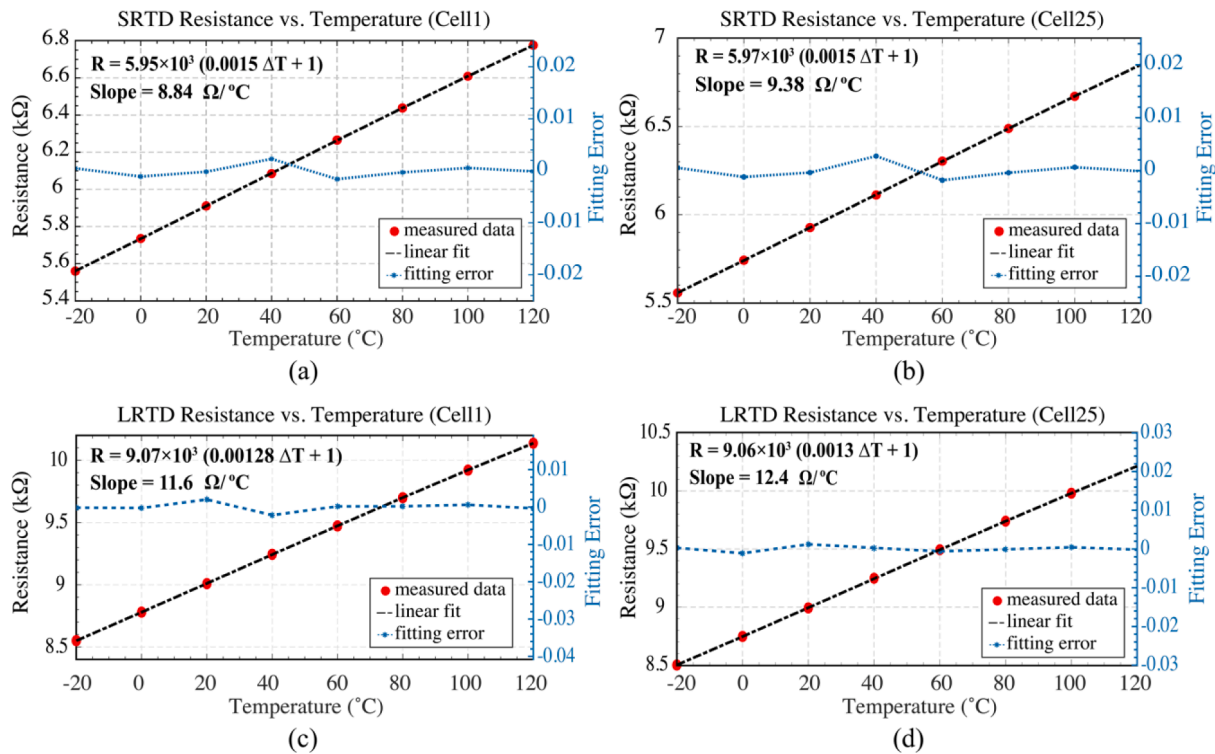 SRTD Resistance vs. Temperature (Cell1)
R = 5.95×10³ (0.0015 ΔT + 1)
Slope = 8.84 Ω/ºC
Resistance (kΩ)
6.8
6.6
6.4
6.2
6
5.8
5.6
5.4
0.02
0.01
0
-0.01
-0.02
Fitting Error
measured data
linear fit
fitting error
-20 0 20 40 60 80 100 120
Temperature (˚C)
(a)
SRTD Resistance vs. Temperature (Cell25)
R = 5.97×10³ (0.0015 ΔT + 1)
Slope = 9.38 Ω/ºC
Resistance (kΩ)
7
6.5
6
5.5
0.02
0.01
0
-0.01
-0.02
Fitting Error
measured data
linear fit
fitting error
-20 0 20 40 60 80 100 120
Temperature (˚C)
(b)
LRTD Resistance vs. Temperature (Cell1)
R = 9.07×10³ (0.00128 ΔT + 1)
Slope = 11.6 Ω/ºC
Resistance (kΩ)
10
9.5
9
8.5
0.01
0
-0.01
-0.02
-0.03
-0.04
Fitting Error
measured data
linear fit
fitting error
-20 0 20 40 60 80 100 120
Temperature (˚C)
(c)
LRTD Resistance vs. Temperature (Cell25)
R = 9.06×10³ (0.0013 ΔT + 1)
Slope = 12.4 Ω/ºC
Resistance (kΩ)
10.5
10
9.5
9
8.5
0.03
0.02
0.01
0
-0.01
-0.02
-0.03
Fitting Error
measured data
linear fit
fitting error
-20 0 20 40 60 80 100 120
Temperature (˚C)
(d)